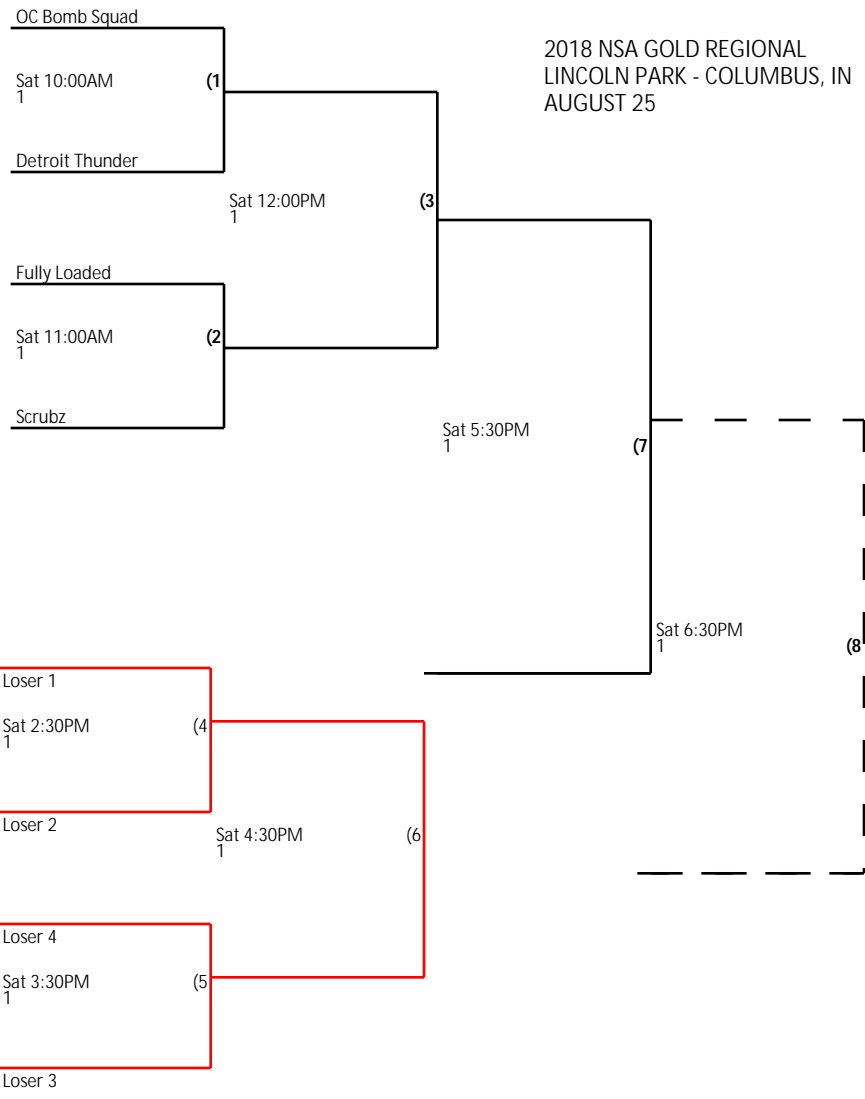 OC Bomb Squad
2018 NSA GOLD REGIONAL
LINCOLN PARK - COLUMBUS, IN
AUGUST 25
Sat 10:00AM
1
(1
Detroit Thunder
Sat 12:00PM
1
(3
Fully Loaded
Sat 11:00AM
1
(2
Scrubz
Sat 5:30PM
1
(7
Sat 6:30PM
1
(8
Loser 1
Sat 2:30PM
1
(4
Loser 2
Sat 4:30PM
1
(6
Loser 4
Sat 3:30PM
1
(5
Loser 3